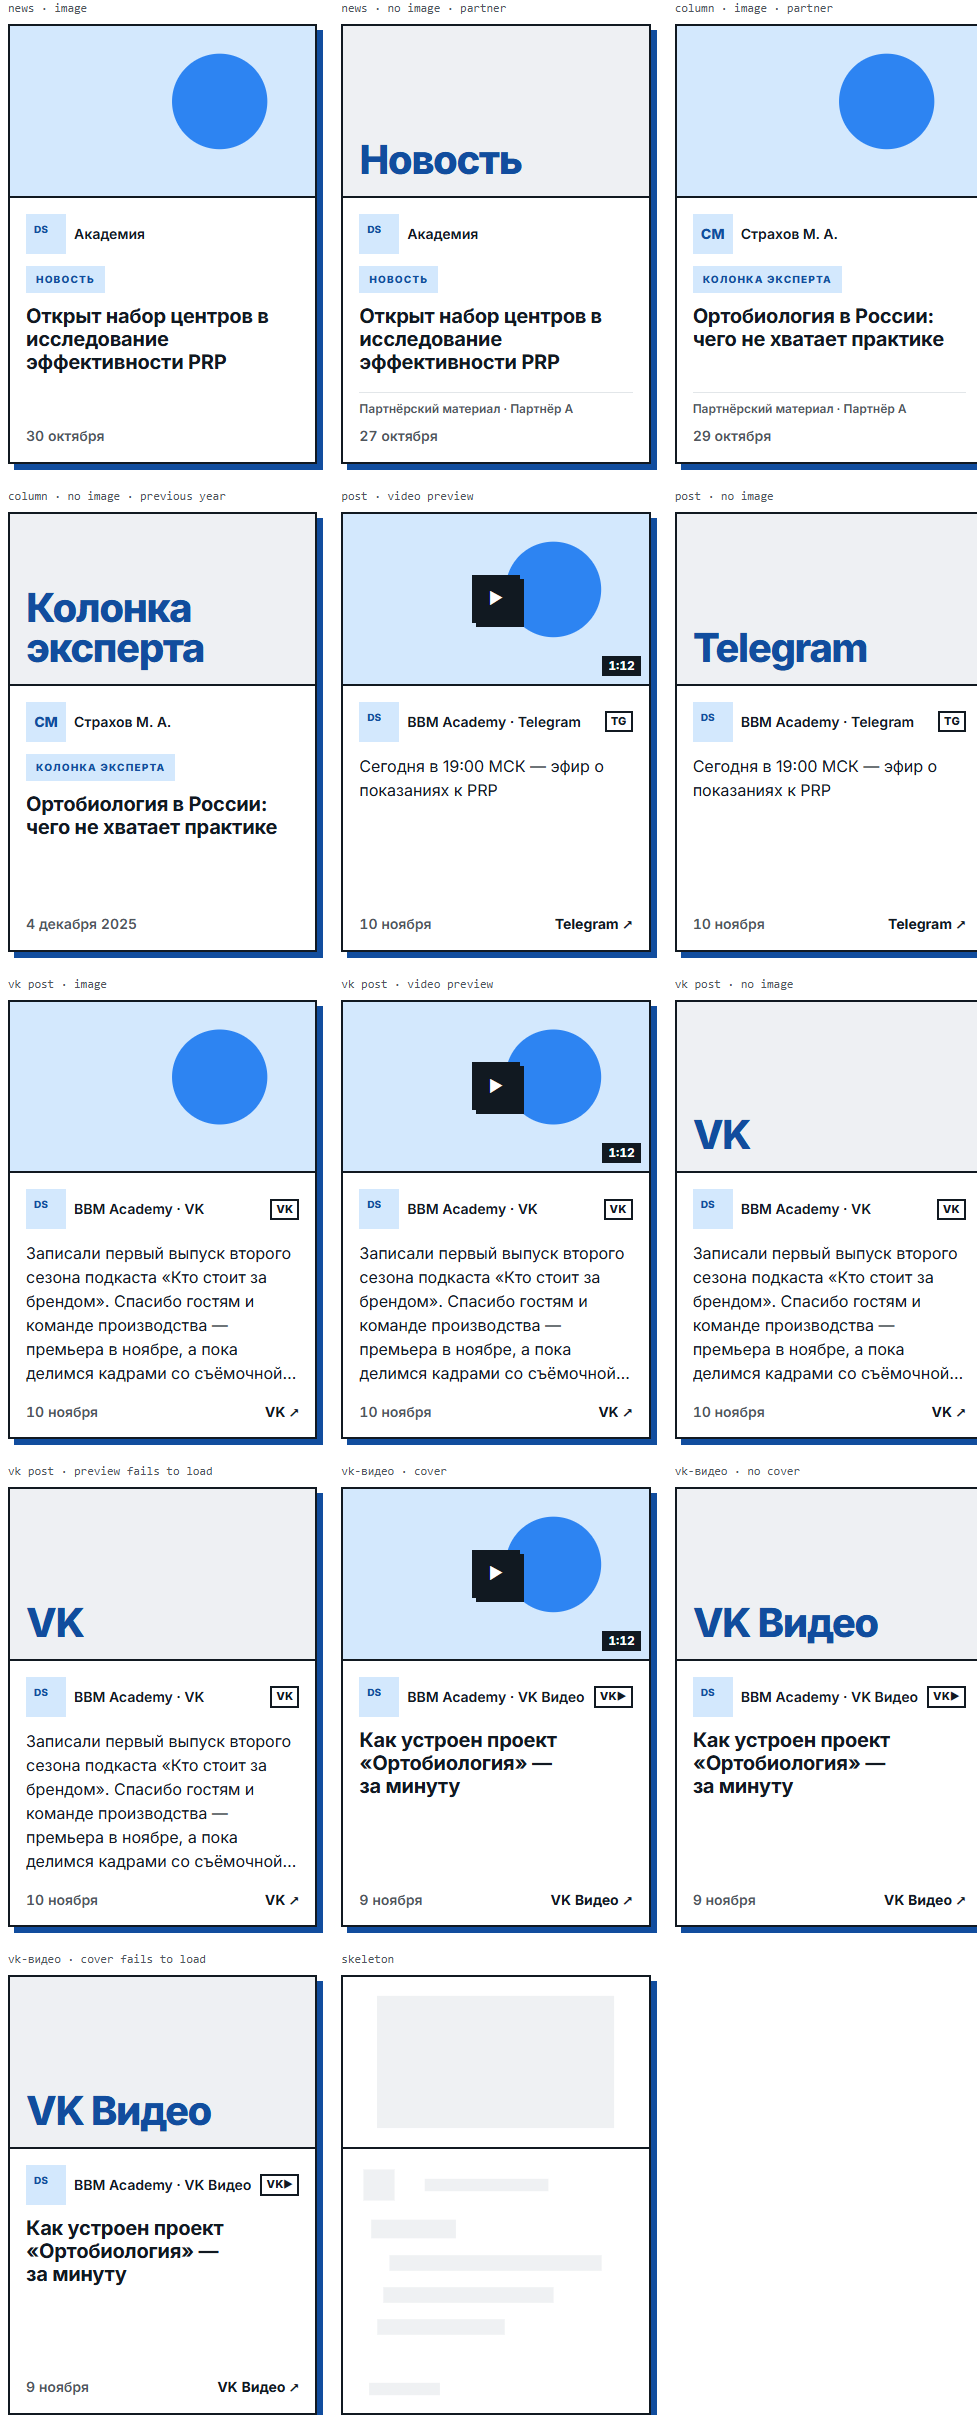 news · image
news · no image · partner
column · image · partner
Новость
DS
Академия
НОВОСТЬ
Открыт набор центров в
исследование
эффективности PRP
30 октября
DS
Академия
НОВОСТЬ
Открыт набор центров в
исследование
эффективности PRP
Партнёрский материал · Партнёр А
27 октября
СМ
Страхов М. А.
КОЛОНКА ЭКСПЕРТА
Ортобиология в России:
чего не хватает практике
Партнёрский материал · Партнёр А
29 октября
column · no image · previous year
post · video preview
post · no image
Колонка
эксперта
СМ
Страхов М. А.
КОЛОНКА ЭКСПЕРТА
Ортобиология в России:
чего не хватает практике
4 декабря 2025
1:12
DS
BBM Academy · Telegram
TG
Сегодня в 19:00 МСК — эфир о
показаниях к PRP
10 ноября
Telegram ↗
Telegram
DS
BBM Academy · Telegram
TG
Сегодня в 19:00 МСК — эфир о
показаниях к PRP
10 ноября
Telegram ↗
vk post · image
vk post · video preview
vk post · no image
DS
BBM Academy · VK
VK
Записали первый выпуск второго
сезона подкаста «Кто стоит за
брендом». Спасибо гостям и
команде производства —
премьера в ноябре, а пока
делимся кадрами со съёмочной...
10 ноября
VK ↗
1:12
DS
BBM Academy · VK
VK
Записали первый выпуск второго
сезона подкаста «Кто стоит за
брендом». Спасибо гостям и
команде производства —
премьера в ноябре, а пока
делимся кадрами со съёмочной...
10 ноября
VK ↗
VK
DS
BBM Academy · VK
VK
Записали первый выпуск второго
сезона подкаста «Кто стоит за
брендом». Спасибо гостям и
команде производства —
премьера в ноябре, а пока
делимся кадрами со съёмочной...
10 ноября
VK ↗
vk post · preview fails to load
vk-видео · cover
vk-видео · no cover
VK
DS
BBM Academy · VK
VK
Записали первый выпуск второго
сезона подкаста «Кто стоит за
брендом». Спасибо гостям и
команде производства —
премьера в ноябре, а пока
делимся кадрами со съёмочной...
10 ноября
VK ↗
1:12
DS
BBM Academy · VK Видео
VK▶
Как устроен проект
«Ортобиология» —
за минуту
9 ноября
VK Видео ↗
VK Видео
DS
BBM Academy · VK Видео
VK▶
Как устроен проект
«Ортобиология» —
за минуту
9 ноября
VK Видео ↗
vk-видео · cover fails to load
skeleton
VK Видео
DS
BBM Academy · VK Видео
VK▶
Как устроен проект
«Ортобиология» —
за минуту
9 ноября
VK Видео ↗